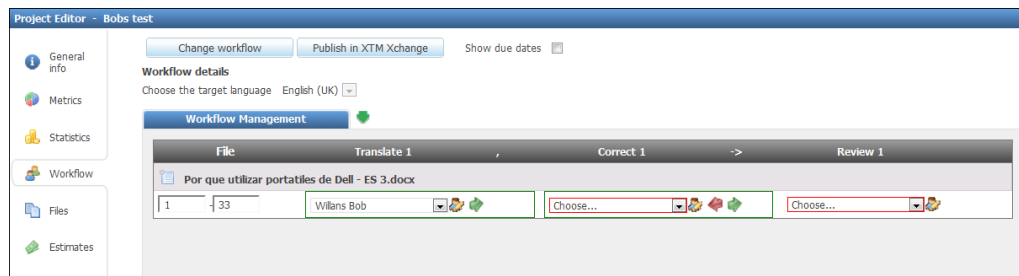 Project Editor - Bobs test
General info
Metrics
Statistics
Workflow
Files
Estimates
Change workflow Publish in XTM Xchange Show due dates
Workflow details
Choose the target language English (UK)
Workflow Management
File Translate 1 , Correct 1 -> Review 1
Por que utilizar portatiles de Dell - ES 3.docx
1 - 33 Willans Bob Choose... Choose...